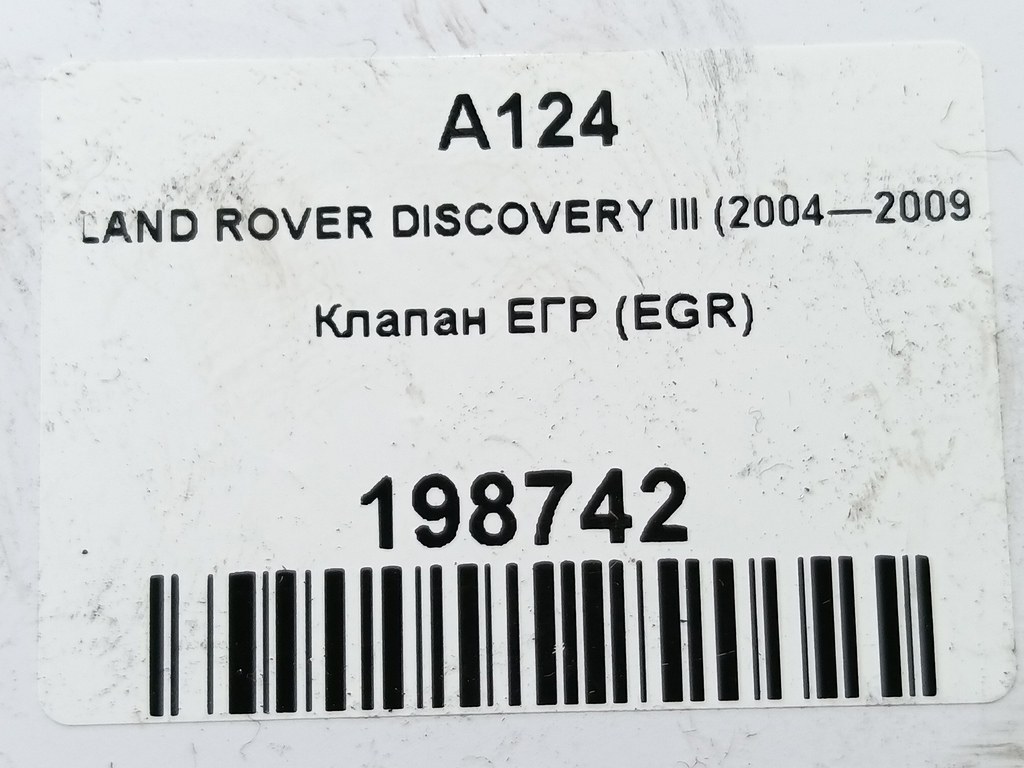 A124
LAND ROVER DISCOVERY III (2004—2009
Клапан ЕГР (EGR)
198742